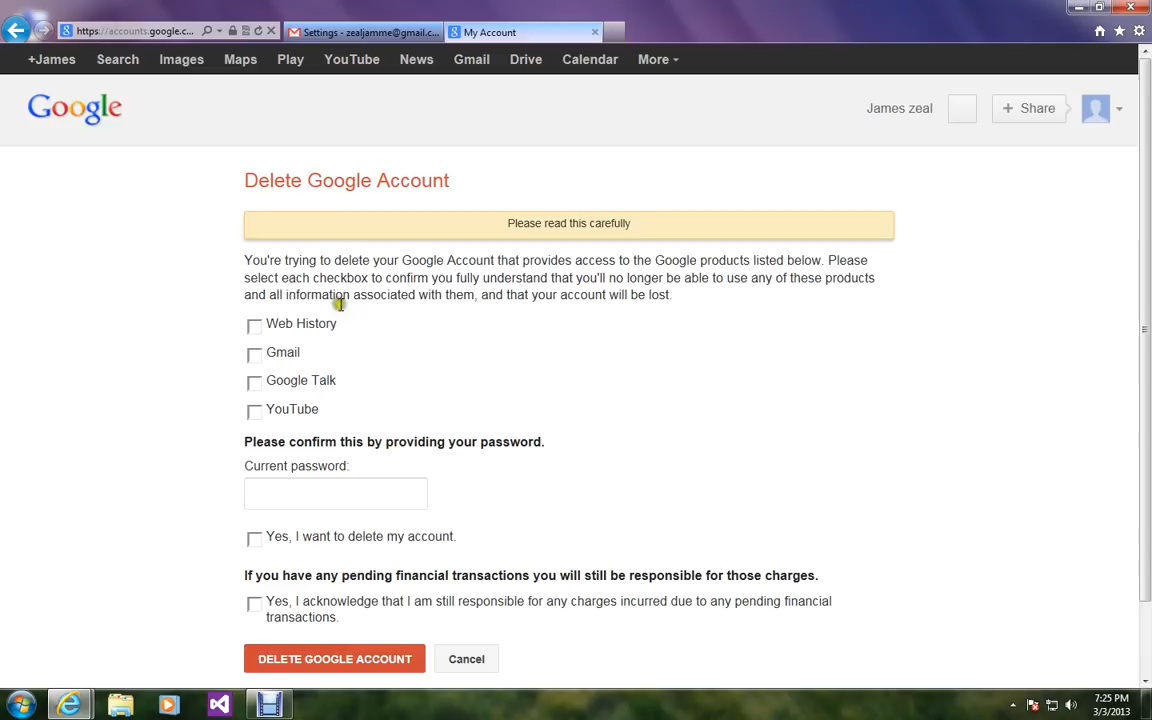 https://accounts.google.c...
Settings - zealjamme@gmail.c...
My Account
+James Search Images Maps Play YouTube News Gmail Drive Calendar More
Google
James zeal
+ Share
Delete Google Account
Please read this carefully
You're trying to delete your Google Account that provides access to the Google products listed below. Please
select each checkbox to confirm you fully understand that you'll no longer be able to use any of these products
and all information associated with them, and that your account will be lost.
Web History
Gmail
Google Talk
YouTube
Please confirm this by providing your password.
Current password:
Yes, I want to delete my account.
If you have any pending financial transactions you will still be responsible for those charges.
Yes, I acknowledge that I am still responsible for any charges incurred due to any pending financial
transactions.
DELETE GOOGLE ACCOUNT
Cancel
7:25 PM
3/3/2013